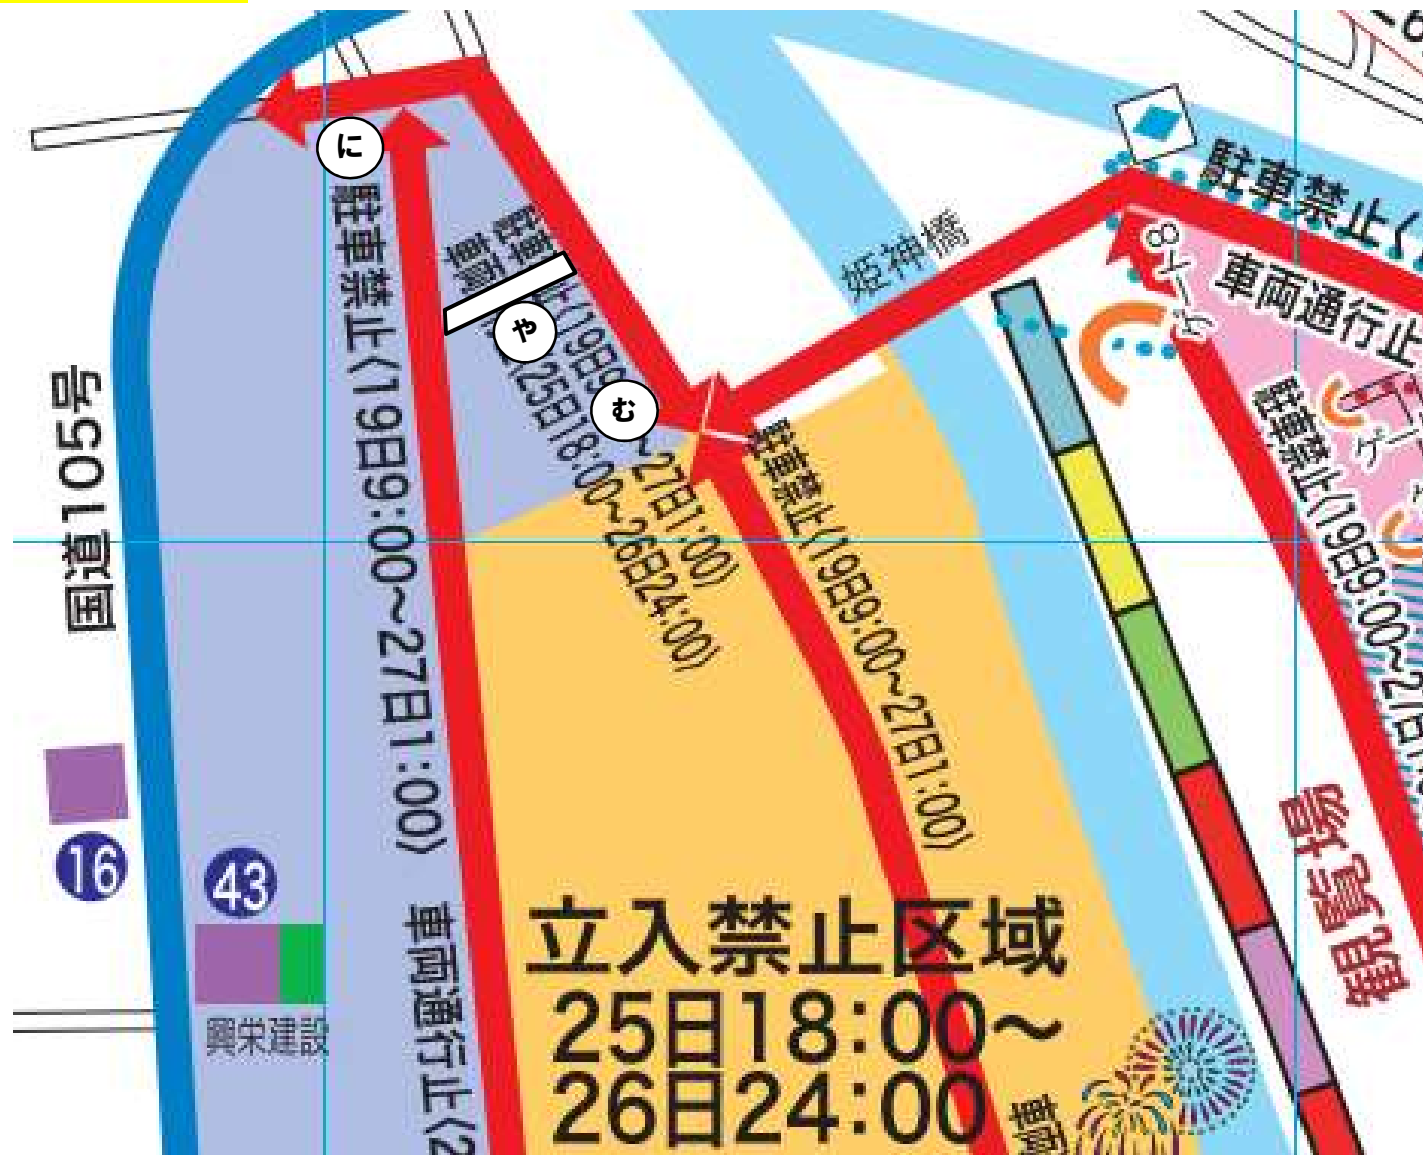 に
駐車禁止〈19日9:00~27日1:00〉
や
む
~27日1:00〉
〈25日18:00~26日24:00〉
姫神橋
駐車禁止〈
ゲート8
車両通行止
駐車禁止〈19日9:00~27日1:00〉
駐車禁止〈19日9:00~27日1:
国道105号
16
43
興栄建設
車両通行止〈2
立入禁止区域
25日18:00~
26日24:00
観覧場
車両